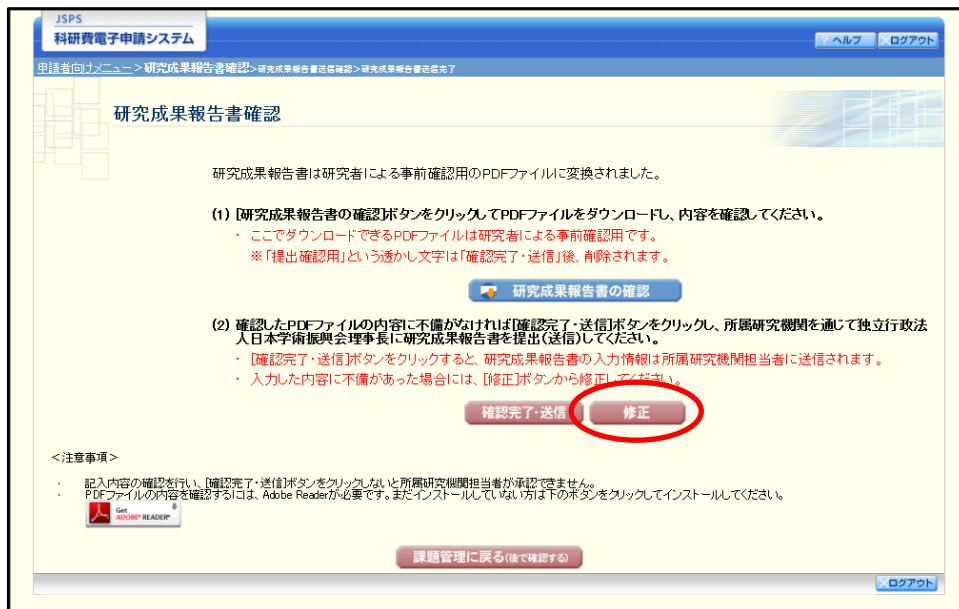 JSPS
科研費電子申請システム
ヘルプ
ログアウト
申請者向けメニュー>研究成果報告書確認>研究成果報告書送信確認>研究成果報告書送信完了
研究成果報告書確認
研究成果報告書は研究者による事前確認用のPDFファイルに変換されました。
(1) [研究成果報告書の確認]ボタンをクリックしてPDFファイルをダウンロードし、内容を確認してください。
・ ここでダウンロードできるPDFファイルは研究者による事前確認用です。
※「提出確認用」という透かし文字は「確認完了・送信」後、削除されます。
研究成果報告書の確認
(2) 確認したPDFファイルの内容に不備がなければ[確認完了・送信]ボタンをクリックし、所属研究機関を通じて独立行政法
人日本学術振興会理事長に研究成果報告書を提出(送信)してください。
・ [確認完了・送信]ボタンをクリックすると、研究成果報告書の入力情報は所属研究機関担当者に送信されます。
・ 入力した内容に不備があった場合には、[修正]ボタンから修正してください。
確認完了・送信
修正
<注意事項>
・ 記入内容の確認を行い、[確認完了・送信]ボタンをクリックしないと所属研究機関担当者が承認できません。
・ PDFファイルの内容を確認するには、Adobe Readerが必要です。まだインストールしていない方は下のボタンをクリックしてインストールしてください。
Get
ADOBE® READER®
課題管理に戻る(後で確認する)
ログアウト